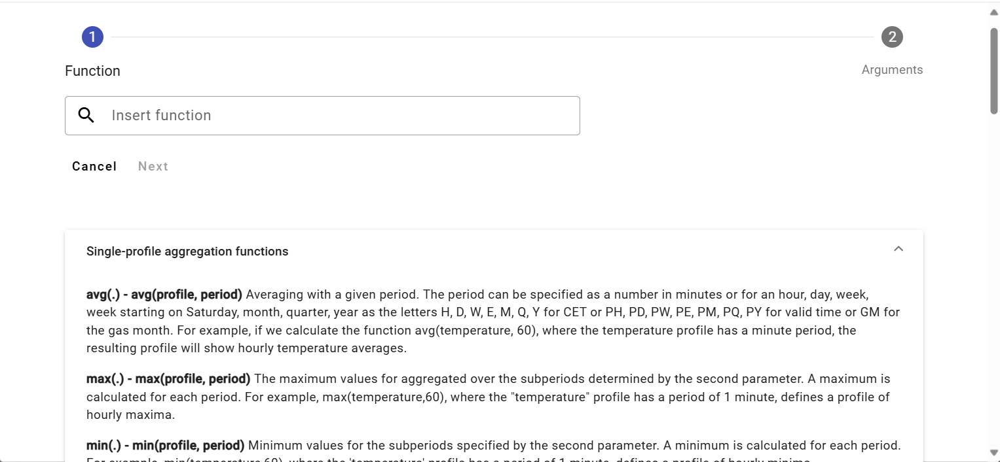 1
2
Function
Arguments
Insert function
Cancel Next
Single-profile aggregation functions
avg(.) - avg(profile, period) Averaging with a given period. The period can be specified as a number in minutes or for an hour, day, week,
week starting on Saturday, month, quarter, year as the letters H, D, W, E, M, Q, Y for CET or PH, PD, PW, PE, PM, PQ, PY for valid time or GM for
the gas month. For example, if we calculate the function avg(temperature, 60), where the temperature profile has a minute period, the
resulting profile will show hourly temperature averages.
max(.) - max(profile, period) The maximum values for aggregated over the subperiods determined by the second parameter. A maximum is
calculated for each period. For example, max(temperature,60), where the "temperature" profile has a period of 1 minute, defines a profile of
hourly maxima.
min(.) - min(profile, period) Minimum values for the subperiods specified by the second parameter. A minimum is calculated for each period.
For example, min(temperature,60), where the 'temperature' profile has a period of 1 minute, defines a profile of hourly minima.